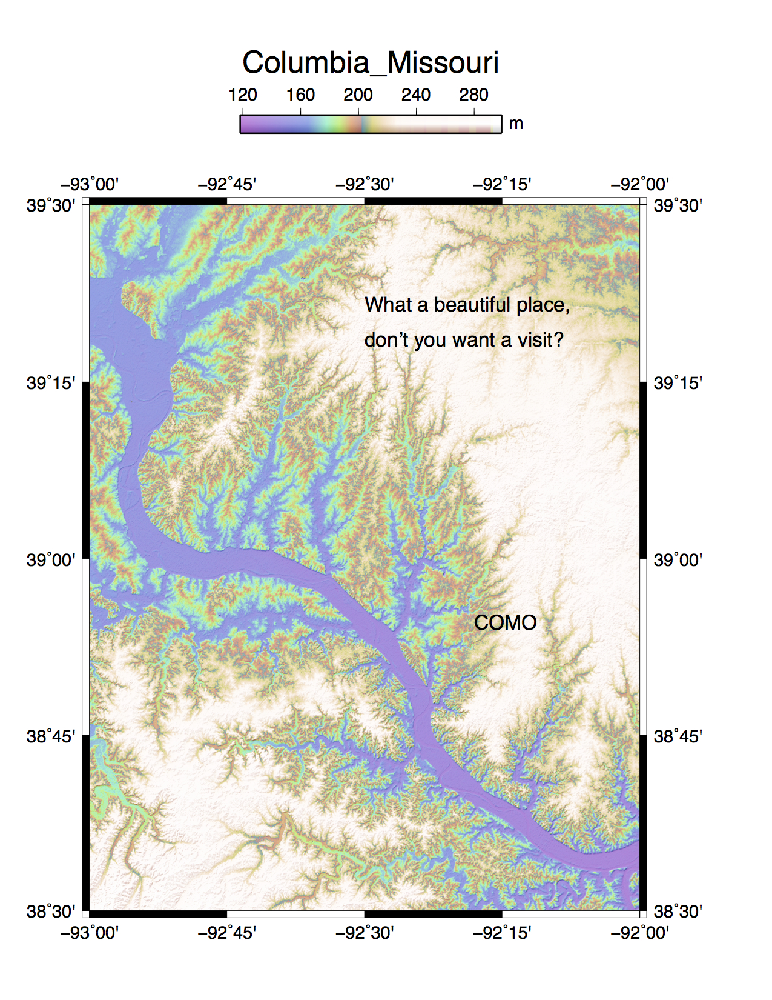 Columbia_Missouri
120 160 200 240 280
m
−93˚00' −92˚45' −92˚30' −92˚15' −92˚00'
39˚30' 39˚30'
What a beautiful place,
don’t you want a visit?
39˚15' 39˚15'
39˚00' 39˚00'
COMO
38˚45' 38˚45'
38˚30' 38˚30'
−93˚00' −92˚45' −92˚30' −92˚15' −92˚00'